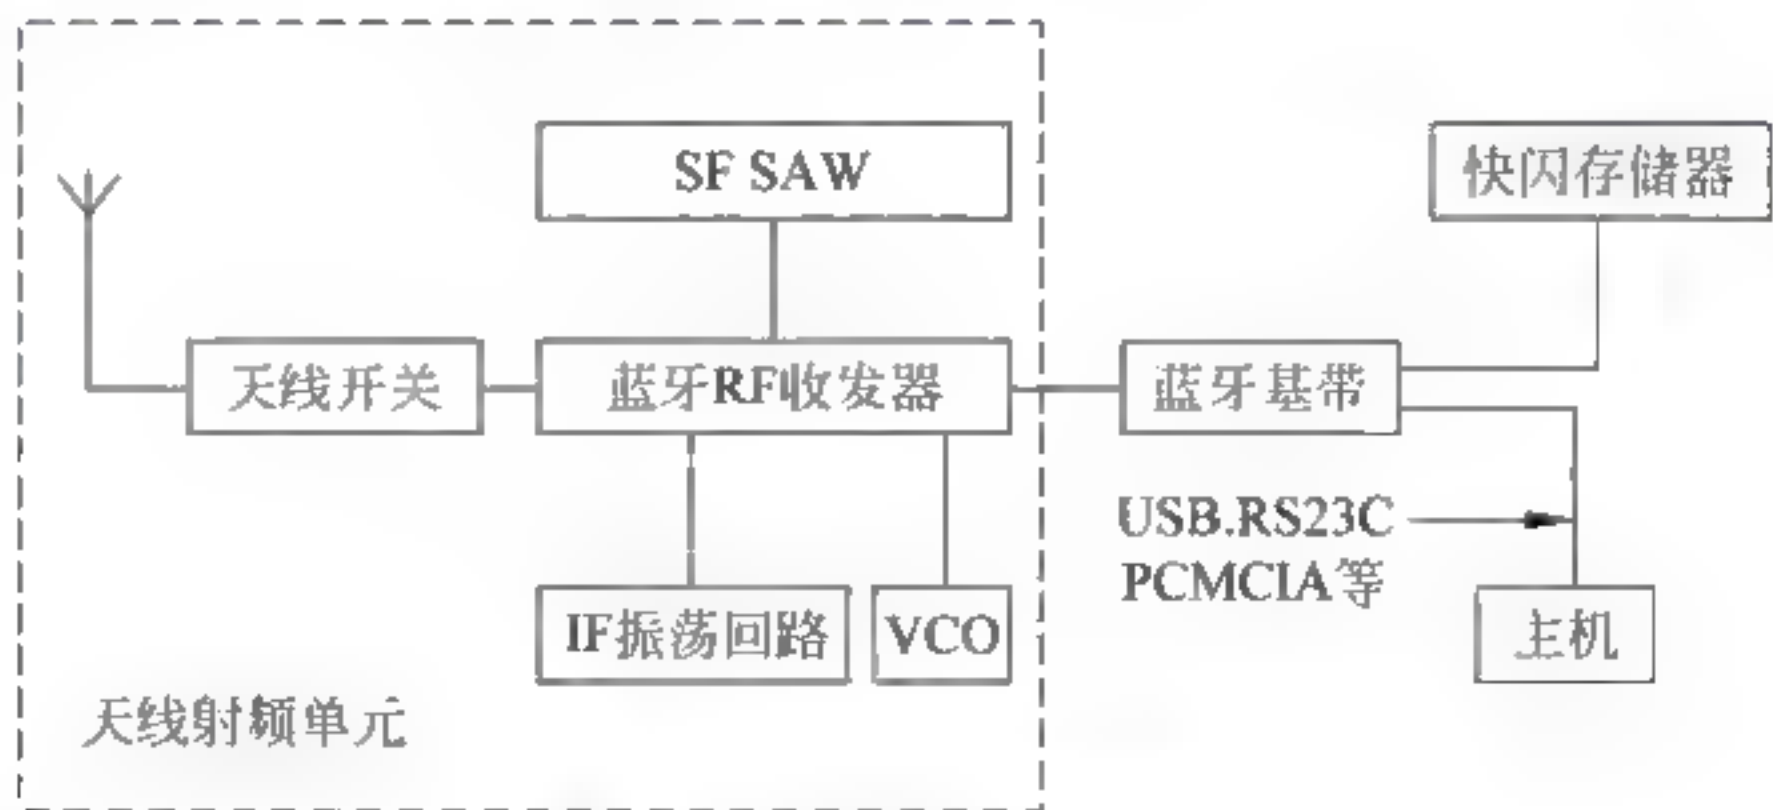 SF SAW
快闪存储器
天线开关
蓝牙RF收发器
蓝牙基带
USB.RS23C
PCMCIA等
IF振荡回路
VCO
主机
天线射频单元